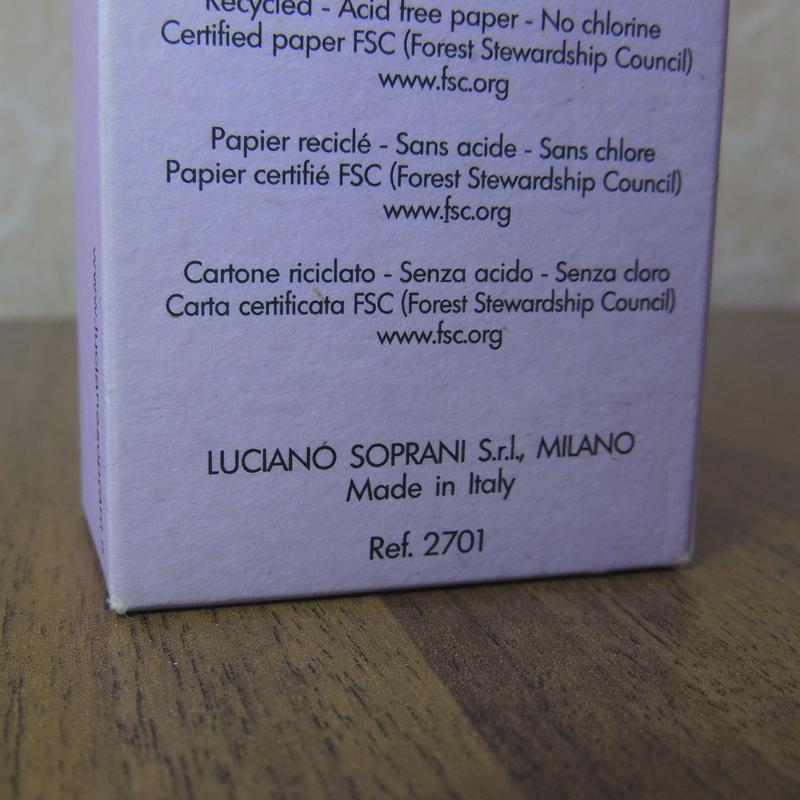 Recycled - Acid free paper - No chlorine
Certified paper FSC (Forest Stewardship Council)
www.fsc.org
Papier reciclé - Sans acide - Sans chlore
Papier certifié FSC (Forest Stewardship Council)
www.fsc.org
Cartone riciclato - Senza acido - Senza cloro
Carta certificata FSC (Forest Stewardship Council)
www.fsc.org
LUCIANO SOPRANI S.r.l., MILANO
Made in Italy
Ref. 2701